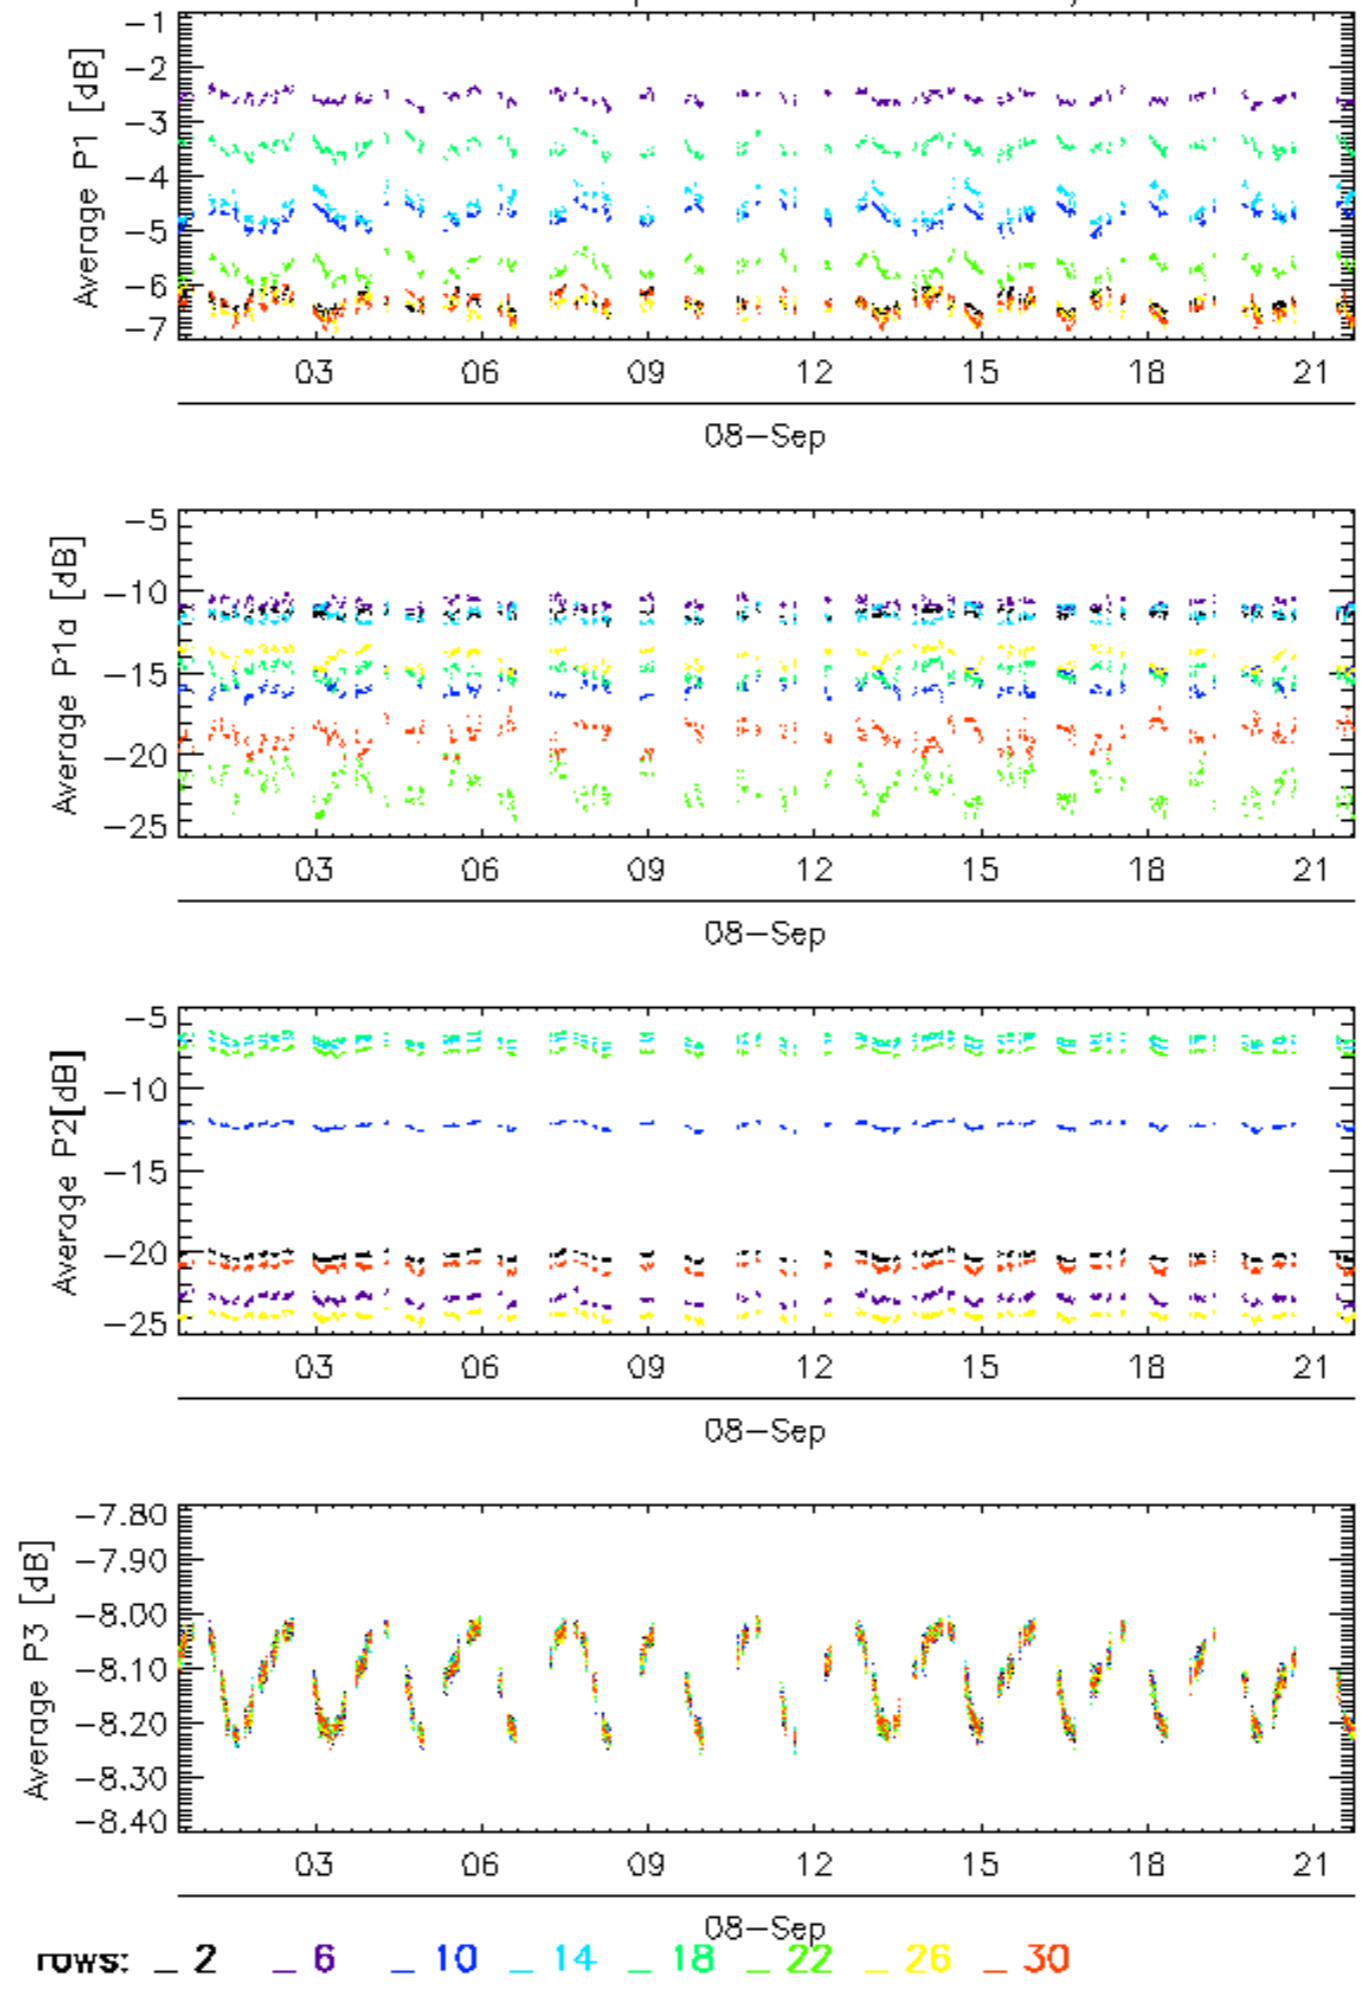 Average P1 [dB]
-1
-2
-3
-4
-5
-6
-7
03 06 09 12 15 18 21
08-Sep
Average P1a [dB]
-5
-10
-15
-20
-25
03 06 09 12 15 18 21
08-Sep
Average P2[dB]
-5
-10
-15
-20
-25
03 06 09 12 15 18 21
08-Sep
Average P3 [dB]
-7.80
-7.90
-8.00
-8.10
-8.20
-8.30
-8.40
03 06 09 12 15 18 21
08-Sep
rows: _ 2 _ 6 _ 10 _ 14 _ 18 _ 22 _ 26 _ 30